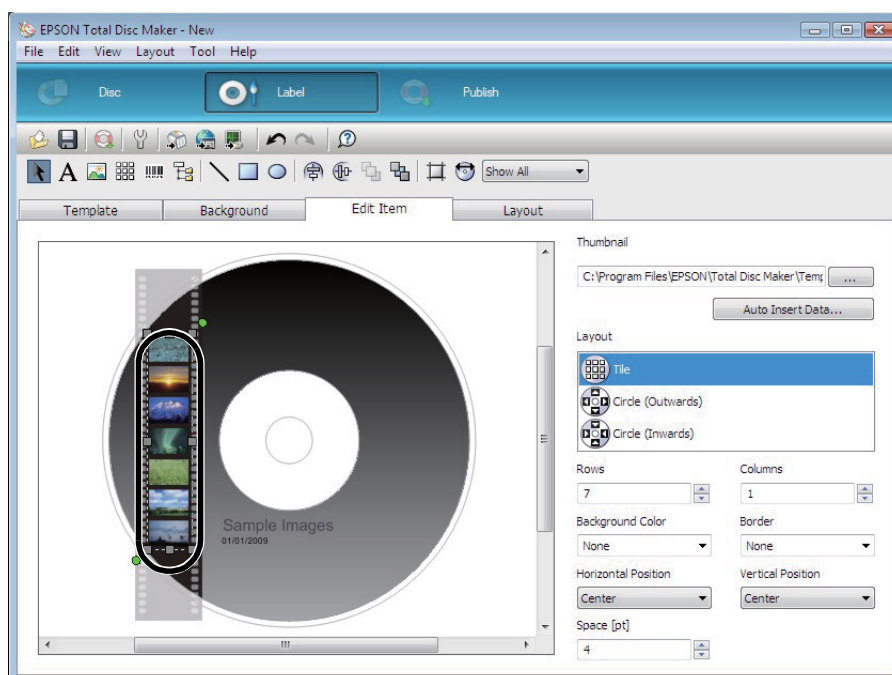 EPSON Total Disc Maker - New
File Edit View Layout Tool Help
Disc Label Publish
A Show All
Template Background Edit Item Layout
Thumbnail
C:\Program Files\EPSON\Total Disc Maker\Temp ...
Auto Insert Data...
Layout
Tile
Circle (Outwards)
Circle (Inwards)
Rows Columns
7 1
Background Color Border
None None
Horizontal Position Vertical Position
Center Center
Space [pt]
4
Sample Images
01/01/2009